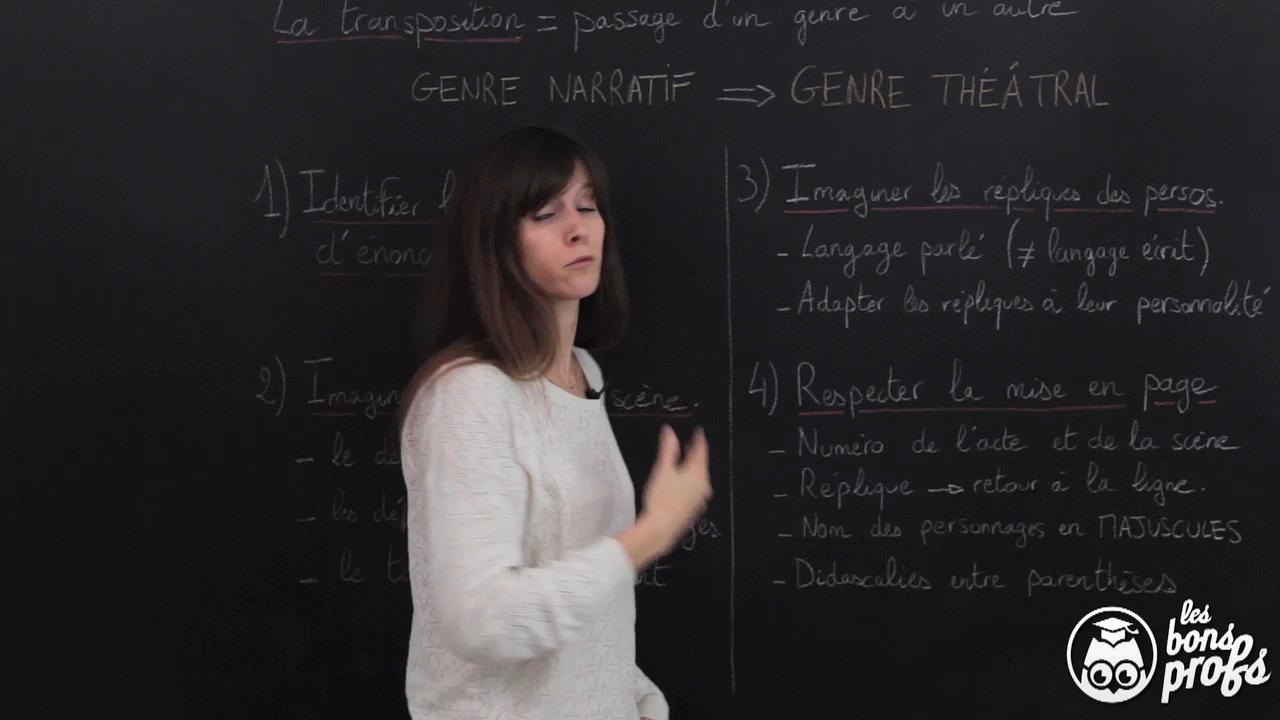 La transposition = passage d'un genre à un autre
GENRE NARRATIF ⇒ GENRE THÉÂTRAL
1) Identifier
d'énonc
2) Imagin scène.
- le
- les
- le
3) Imaginer les répliques des persos.
- Langage parlé (≠ langage écrit)
- Adapter les répliques à leur personnalité
4) Respecter la mise en page
- Numéro de l'acte et de la scène
- Réplique → retour à la ligne.
- Nom des personnages en MAJUSCULES
- Didascalies entre parenthèses
les
bons
profs